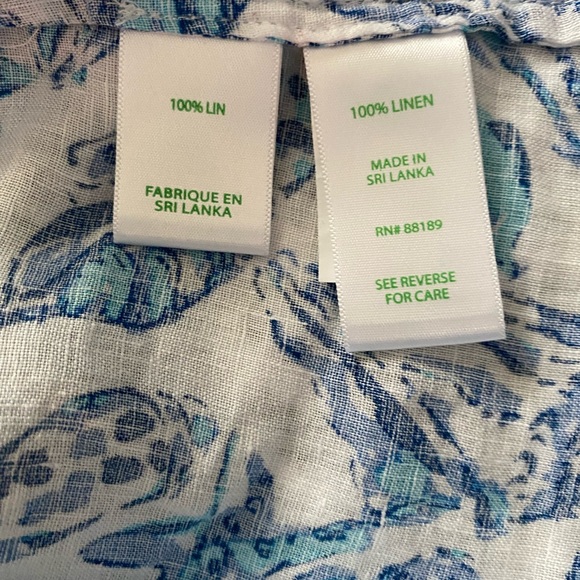 100% LIN
FABRIQUE EN
SRI LANKA
100% LINEN
MADE IN
SRI LANKA
RN# 88189
SEE REVERSE
FOR CARE